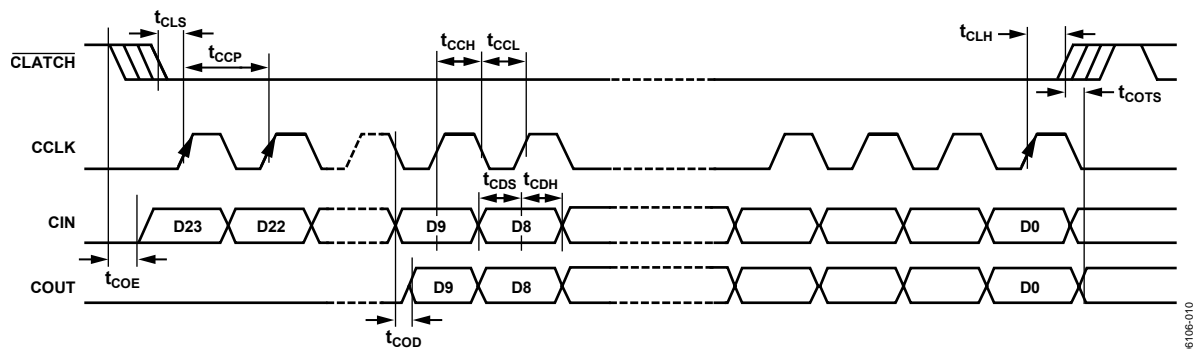 tCLS
tCCP
tCCH
tCCL
tCLH
CLATCH
tCOTS
CCLK
tCDS
tCDH
CIN
D23
D22
D9
D8
D0
tCOE
COUT
D9
D8
D0
tCOD
6106-010